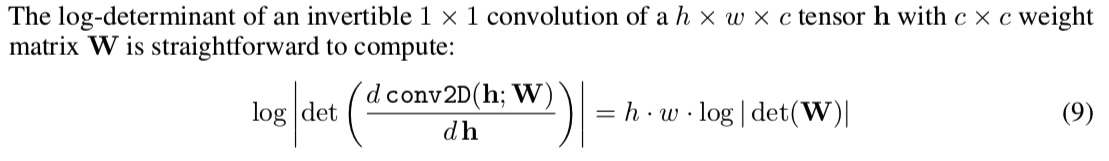 The log-determinant of an invertible 1 × 1 convolution of a h × w × c tensor h with c × c weight
matrix W is straightforward to compute:
log |det ( d conv2D(h; W) / d h )| = h · w · log | det(W)| (9)